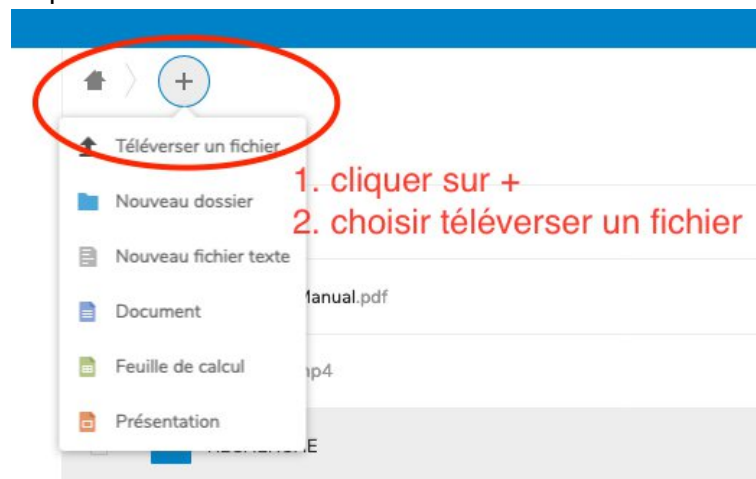 +
Téléverser un fichier
1. cliquer sur +
Nouveau dossier
2. choisir téléverser un fichier
Nouveau fichier texte
Manual.pdf
Document
Feuille de calcul
mp4
Présentation